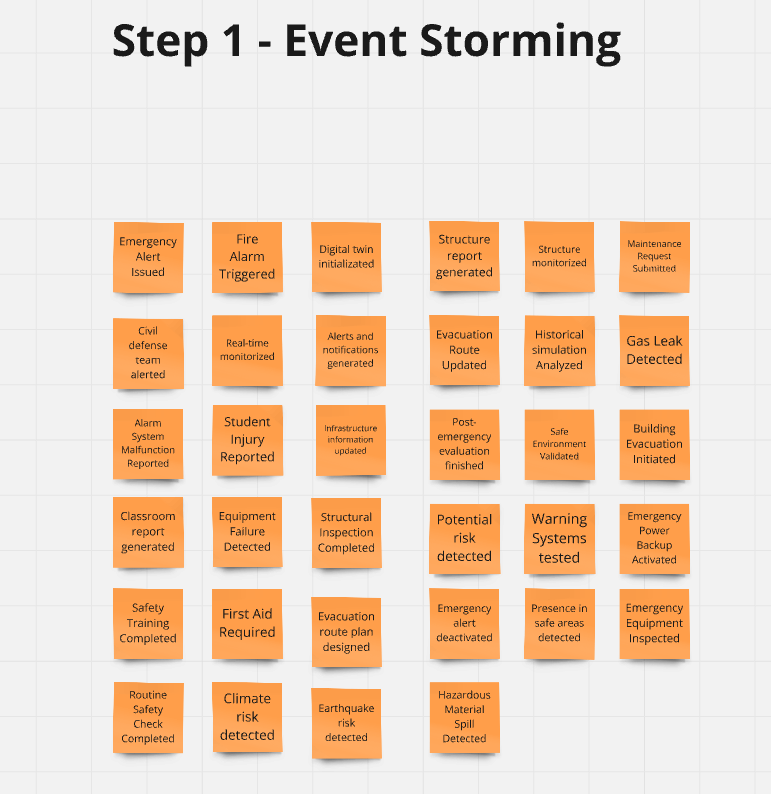 Step 1 - Event Storming
Emergency
Alert
Issued
Fire
Alarm
Triggered
Digital twin
initializated
Structure
report
generated
Structure
monitorized
Maintenance
Request
Submitted
Civil
defense
team
alerted
Real-time
monitorized
Alerts and
notifications
generated
Evacuation
Route
Updated
Historical
simulation
Analyzed
Gas Leak
Detected
Alarm
System
Malfunction
Reported
Student
Injury
Reported
Infrastructure
information
updated
Post-
emergency
evaluation
finished
Safe
Environment
Validated
Building
Evacuation
Initiated
Classroom
report
generated
Equipment
Failure
Detected
Structural
Inspection
Completed
Potential
risk
detected
Warning
Systems
tested
Emergency
Power
Backup
Activated
Safety
Training
Completed
First Aid
Required
Evacuation
route plan
designed
Emergency
alert
deactivated
Presence in
safe areas
detected
Emergency
Equipment
Inspected
Routine
Safety
Check
Completed
Climate
risk
detected
Earthquake
risk
detected
Hazardous
Material
Spill
Detected